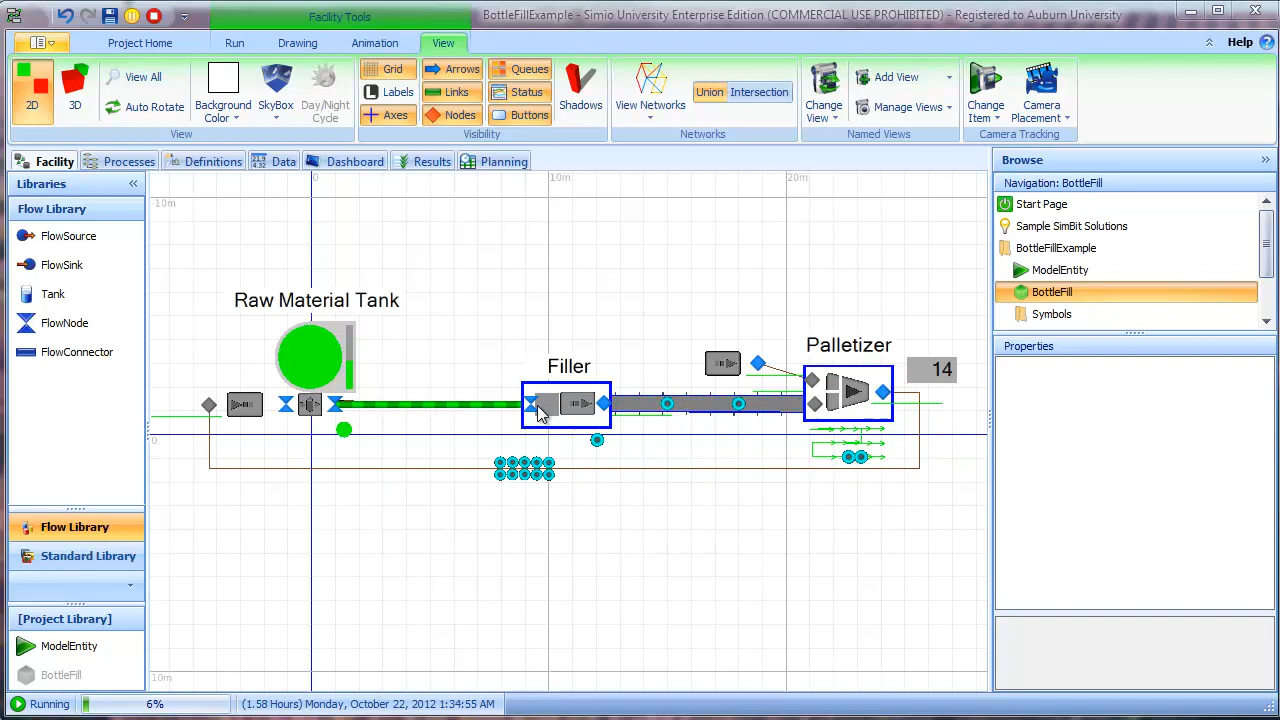 Facility Tools
BottleFillExample - Simio University Enterprise Edition (COMMERCIAL USE PROHIBITED) - Registered to Auburn University
Project Home
Run
Drawing
Animation
View
Help
2D
3D
View All
Auto Rotate
Background Color
SkyBox
Day/Night Cycle
View
Grid
Labels
Axes
Arrows
Links
Nodes
Queues
Status
Buttons
Shadows
Visibility
View Networks
Union
Intersection
Networks
Change View
Add View
Manage Views
Named Views
Change Item
Camera Placement
Camera Tracking
Facility
Processes
Definitions
21.9
4.32
Data
Dashboard
Results
Planning
Libraries
Flow Library
FlowSource
FlowSink
Tank
FlowNode
FlowConnector
Flow Library
Standard Library
[Project Library]
ModelEntity
BottleFill
0
10m
20m
10m
0
10m
Raw Material Tank
Filler
Palletizer
14
Browse
Navigation: BottleFill
Start Page
Sample SimBit Solutions
BottleFillExample
ModelEntity
BottleFill
Symbols
Properties
Running
6%
(1.58 Hours) Monday, October 22, 2012 1:34:55 AM